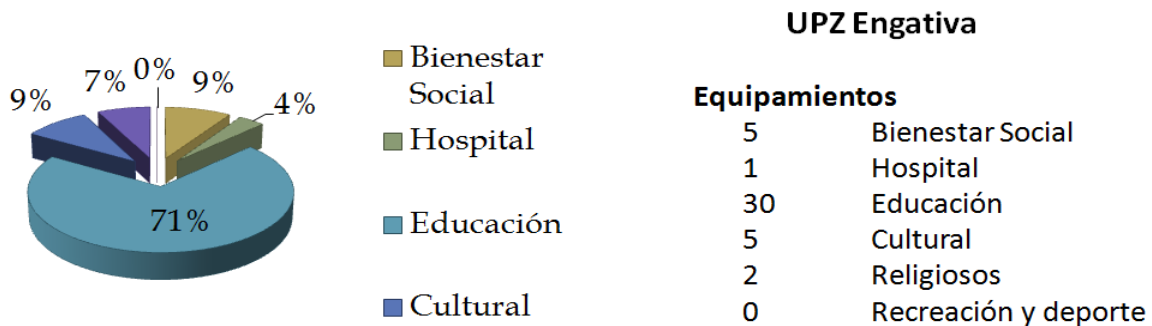 0%
7%
9%
9%
4%
71%
Bienestar
Social
Hospital
Educación
Cultural
UPZ Engativa
Equipamientos
5 Bienestar Social
1 Hospital
30 Educación
5 Cultural
2 Religiosos
0 Recreación y deporte